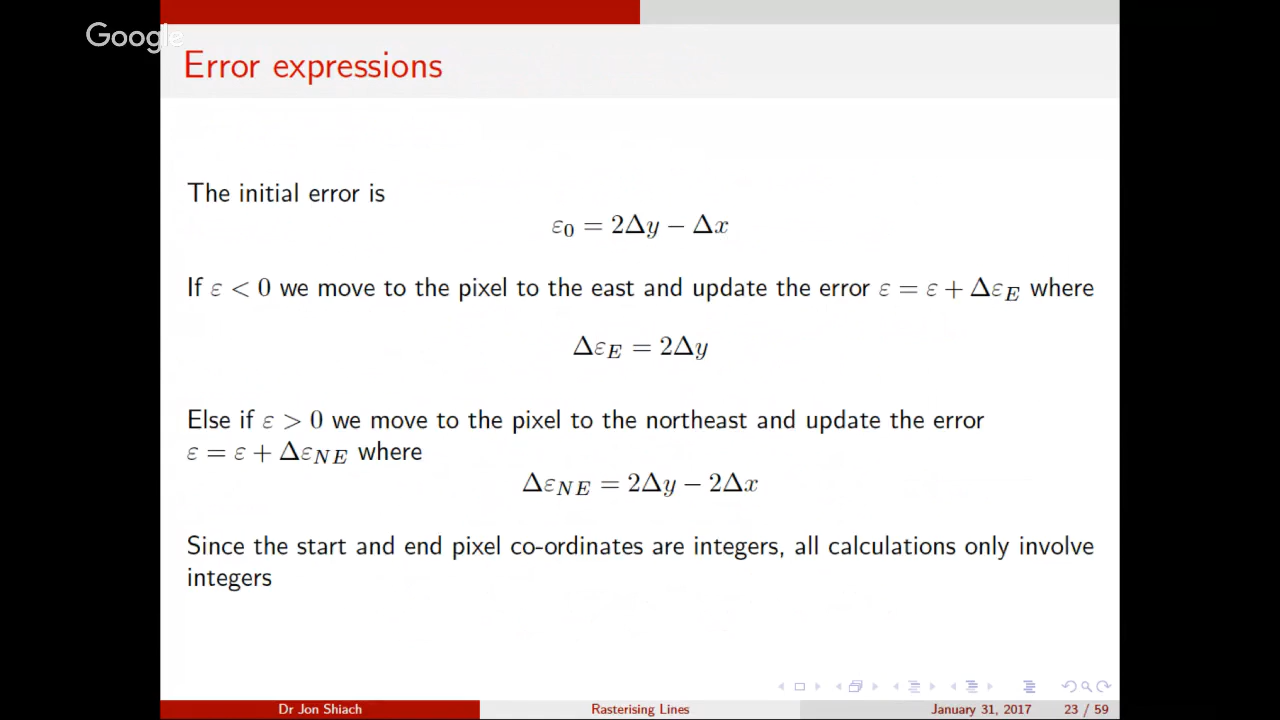 Google
Error expressions
The initial error is
ε₀ = 2Δy − Δx
If ε < 0 we move to the pixel to the east and update the error ε = ε + Δε_E where
Δε_E = 2Δy
Else if ε > 0 we move to the pixel to the northeast and update the error
ε = ε + Δε_NE where
Δε_NE = 2Δy − 2Δx
Since the start and end pixel co-ordinates are integers, all calculations only involve
integers
Dr Jon Shiach Rasterising Lines January 31, 2017 23 / 59